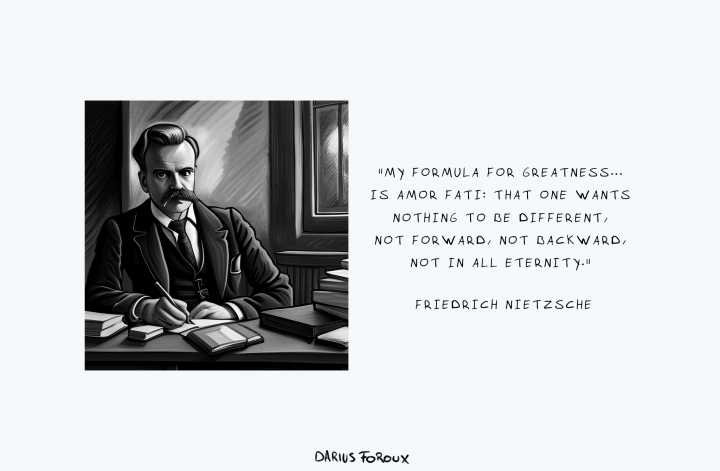 "MY FORMULA FOR GREATNESS...
IS AMOR FATI: THAT ONE WANTS
NOTHING TO BE DIFFERENT,
NOT FORWARD, NOT BACKWARD,
NOT IN ALL ETERNITY."
FRIEDRICH NIETZSCHE
DARIUS FOROUX